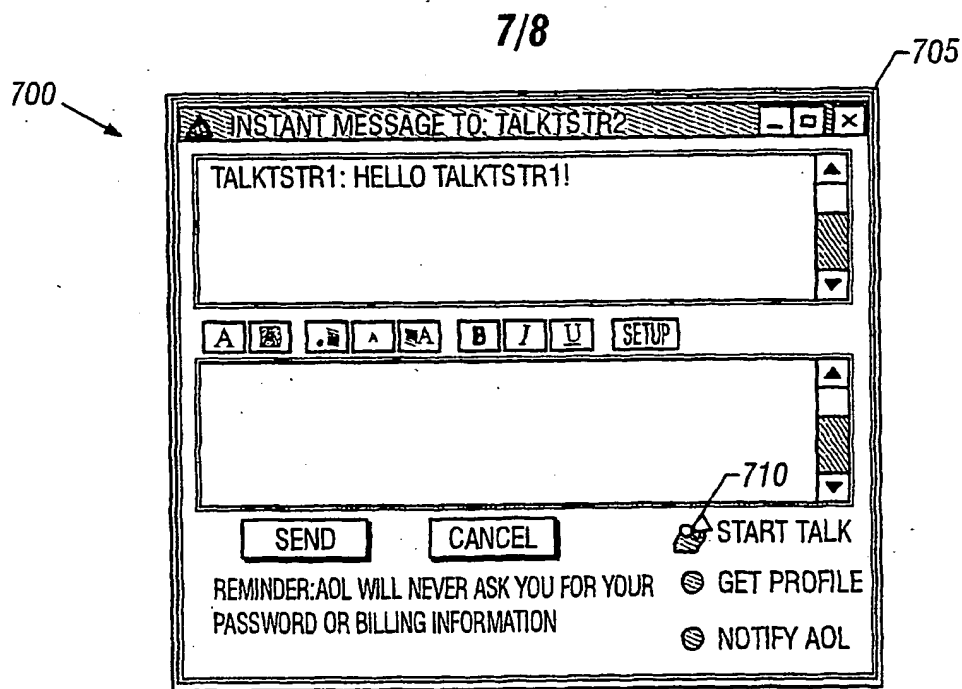 7/8
705
700
INSTANT MESSAGE TO: TALKTSTR2
TALKTSTR1: HELLO TALKTSTR1!
A A A A B I U SETUP
710
SEND CANCEL START TALK
REMINDER:AOL WILL NEVER ASK YOU FOR YOUR
PASSWORD OR BILLING INFORMATION
GET PROFILE
NOTIFY AOL